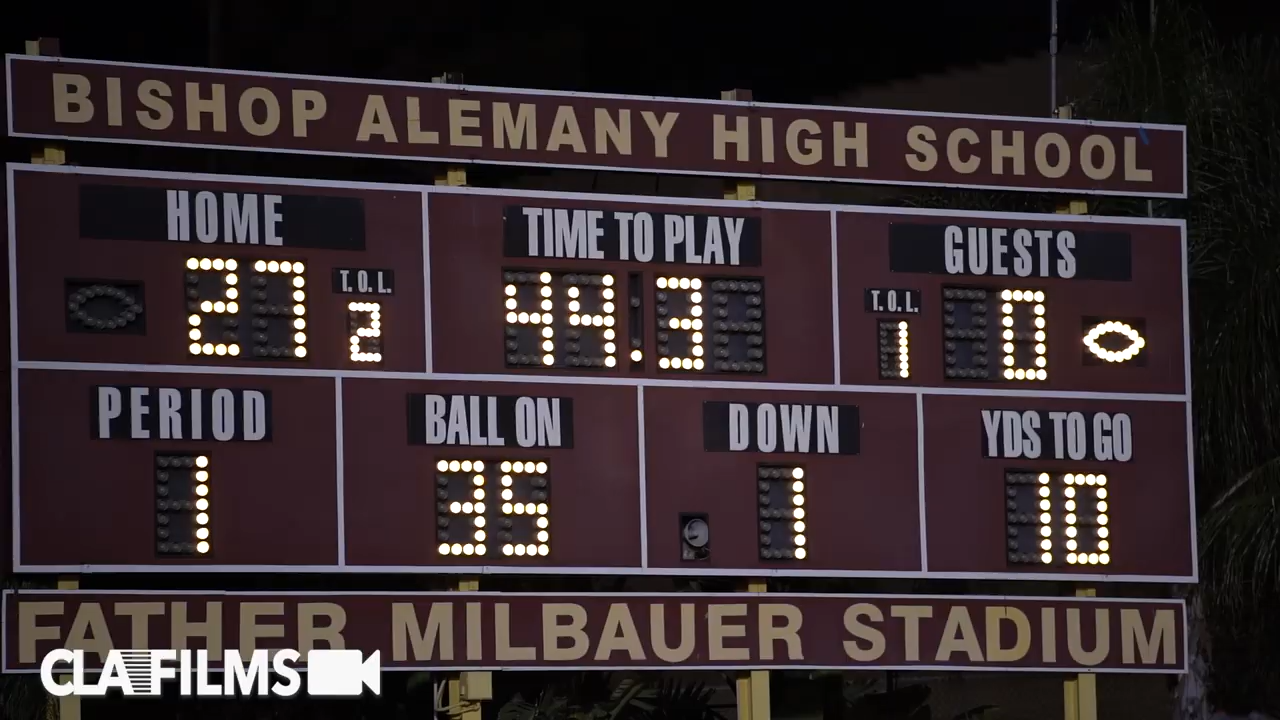 BISHOP ALEMANY HIGH SCHOOL
HOME TIME TO PLAY GUESTS
27 T.O.L. 2 44.3 T.O.L. 1 0
PERIOD BALL ON DOWN YDS TO GO
1 35 1 10
FATHER MILBAUER STADIUM
CLAFILMS